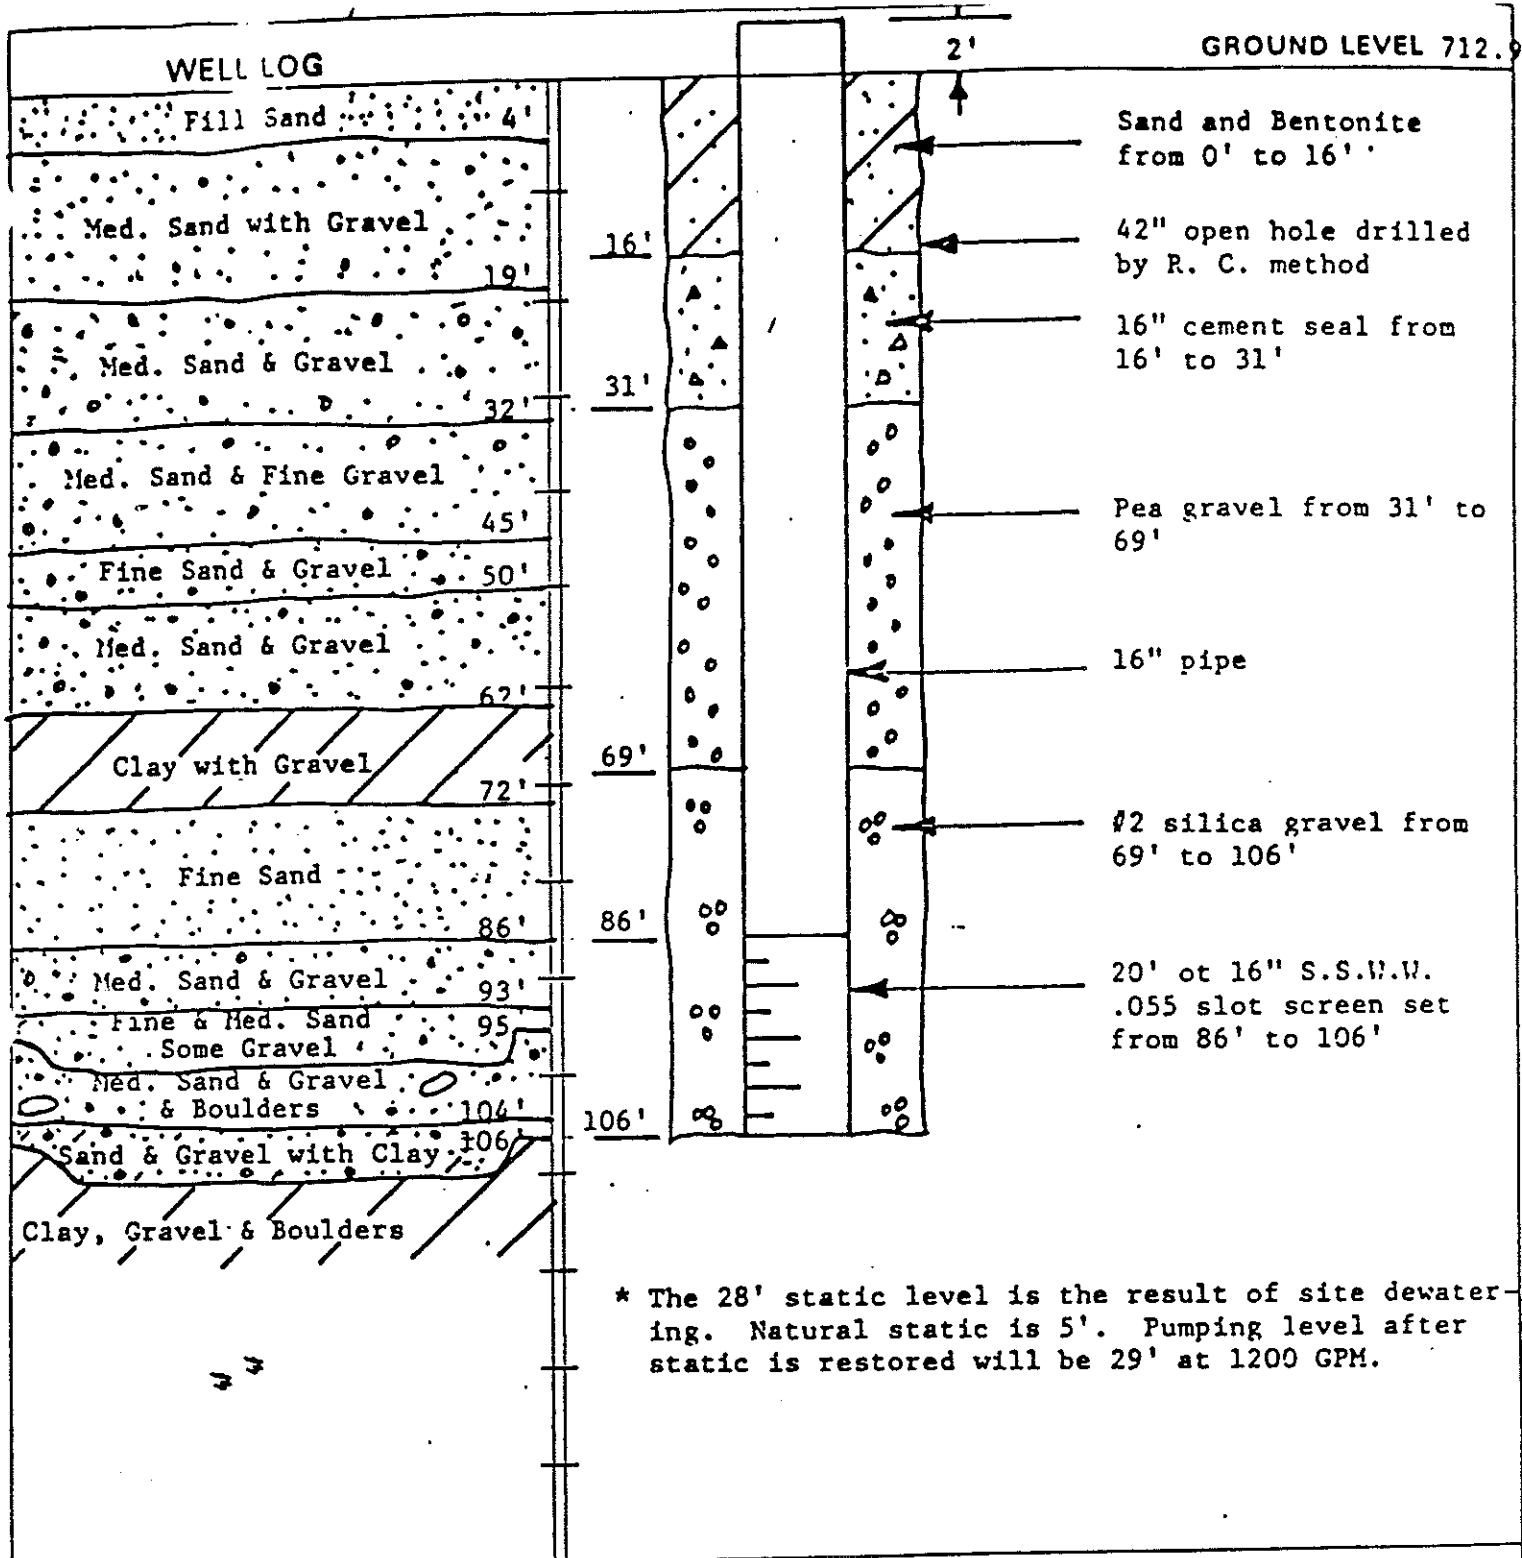 WELL LOG
2'
GROUND LEVEL 712.9
Fill Sand 4'
Med. Sand with Gravel
19'
Med. Sand & Gravel
32'
Med. Sand & Fine Gravel
45'
Fine Sand & Gravel 50'
Med. Sand & Gravel
62'
Clay with Gravel
72'
Fine Sand
86'
Med. Sand & Gravel 93'
Fine & Med. Sand 95'
Some Gravel
Med. Sand & Gravel
& Boulders 104'
106'
Sand & Gravel with Clay
Clay, Gravel & Boulders
16'
31'
69'
86'
106'
Sand and Bentonite
from 0' to 16'
42" open hole drilled
by R. C. method
16" cement seal from
16' to 31'
Pea gravel from 31' to
69'
16" pipe
#2 silica gravel from
69' to 106'
20' ot 16" S.S.W.W.
.055 slot screen set
from 86' to 106'
* The 28' static level is the result of site dewater-
ing. Natural static is 5'. Pumping level after
static is restored will be 29' at 1200 GPM.